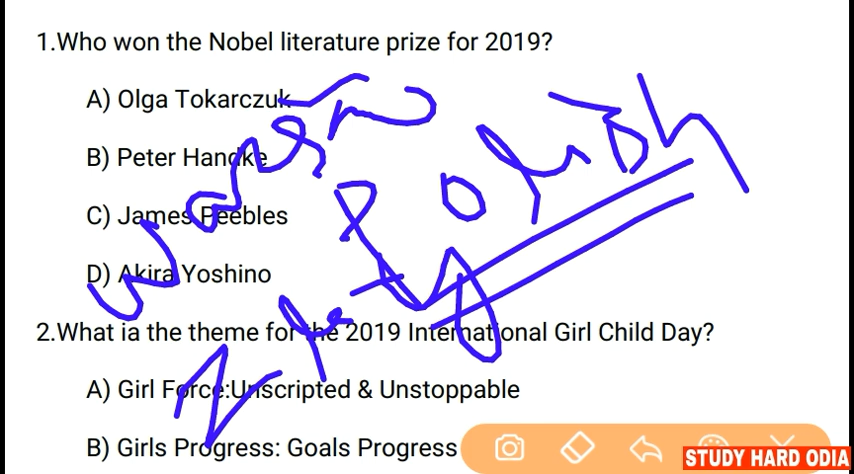 1.Who won the Nobel literature prize for 2019?
A) Olga Tokarczuk
B) Peter Handke
C) James Peebles
D) Akira Yoshino
2.What ia the theme for the 2019 International Girl Child Day?
A) Girl Force:Unscripted & Unstoppable
B) Girls Progress: Goals Progress
STUDY HARD ODIA